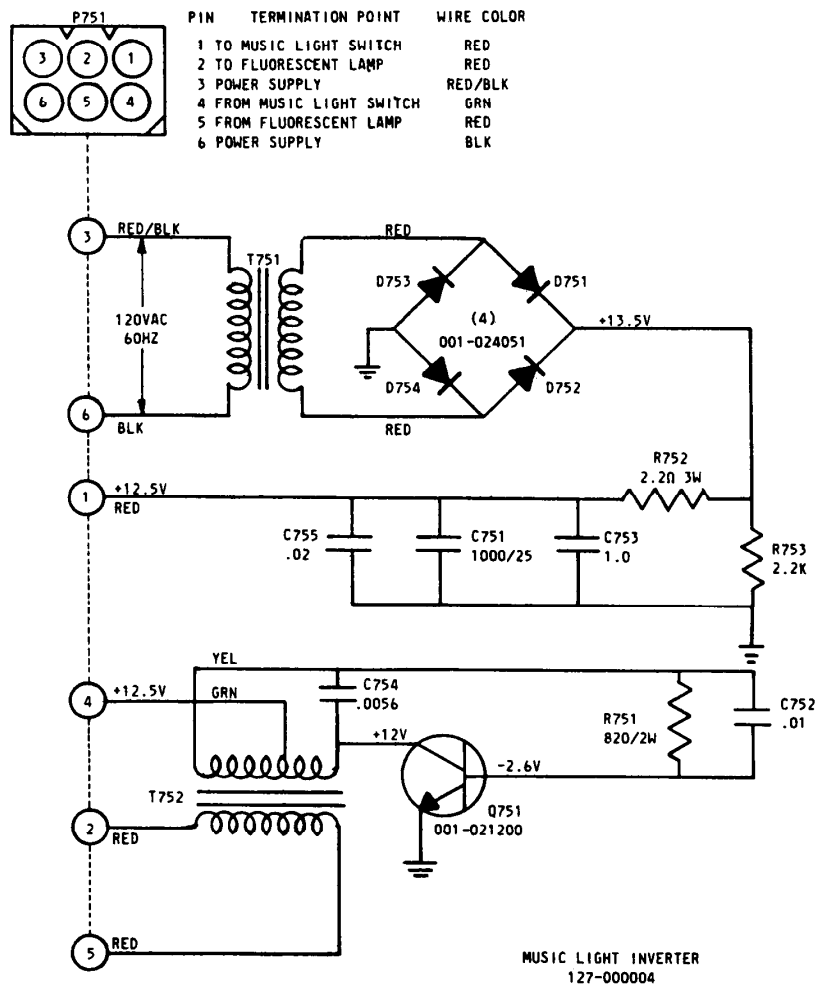 P751
PIN TERMINATION POINT WIRE COLOR
1 TO MUSIC LIGHT SWITCH RED
2 TO FLUORESCENT LAMP RED
3 POWER SUPPLY RED/BLK
4 FROM MUSIC LIGHT SWITCH GRN
5 FROM FLUORESCENT LAMP RED
6 POWER SUPPLY BLK
3 2 1
6 5 4
3 RED/BLK
RED
T751
D753
D751
120VAC
60HZ
(4)
001-024051
+13.5V
D754
D752
6
BLK
RED
R752
2.2Ω 3W
1 +12.5V
RED
C755
.02
C751
1000/25
C753
1.0
R753
2.2K
YEL
4 +12.5V
GRN
C754
.0056
C752
.01
R751
820/2W
+12V
-2.6V
T752
Q751
001-021200
2
RED
5 RED
MUSIC LIGHT INVERTER
127-000004